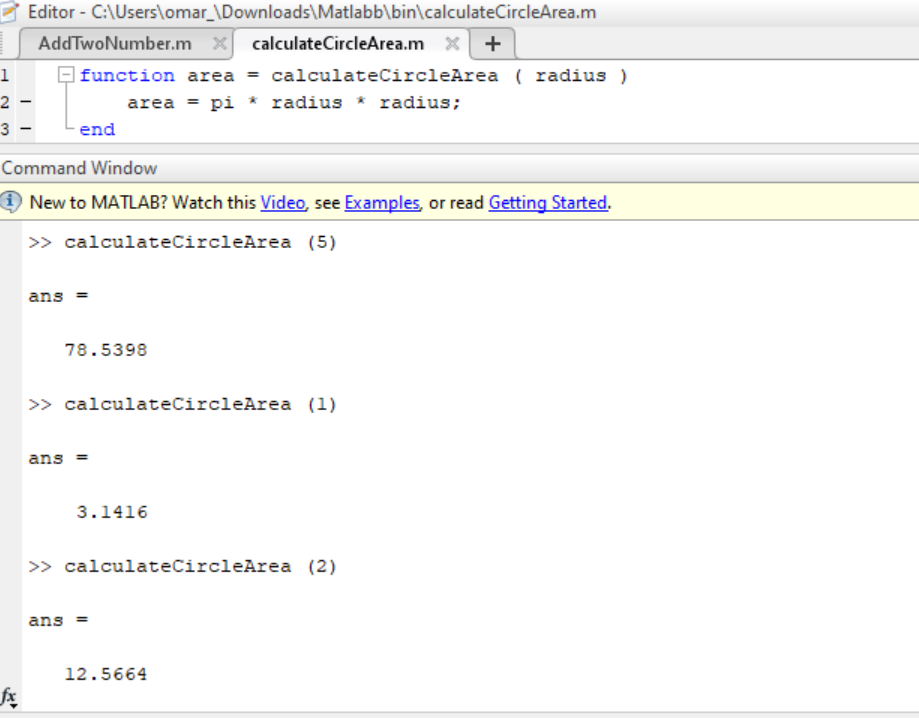 Editor - C:\Users\omar_\Downloads\Matlabb\bin\calculateCircleArea.m
AddTwoNumber.m × calculateCircleArea.m × +
1 function area = calculateCircleArea ( radius )
2 - area = pi * radius * radius;
3 - end
Command Window
New to MATLAB? Watch this Video, see Examples, or read Getting Started.
>> calculateCircleArea (5)
ans =
78.5398
>> calculateCircleArea (1)
ans =
3.1416
>> calculateCircleArea (2)
ans =
12.5664
fx